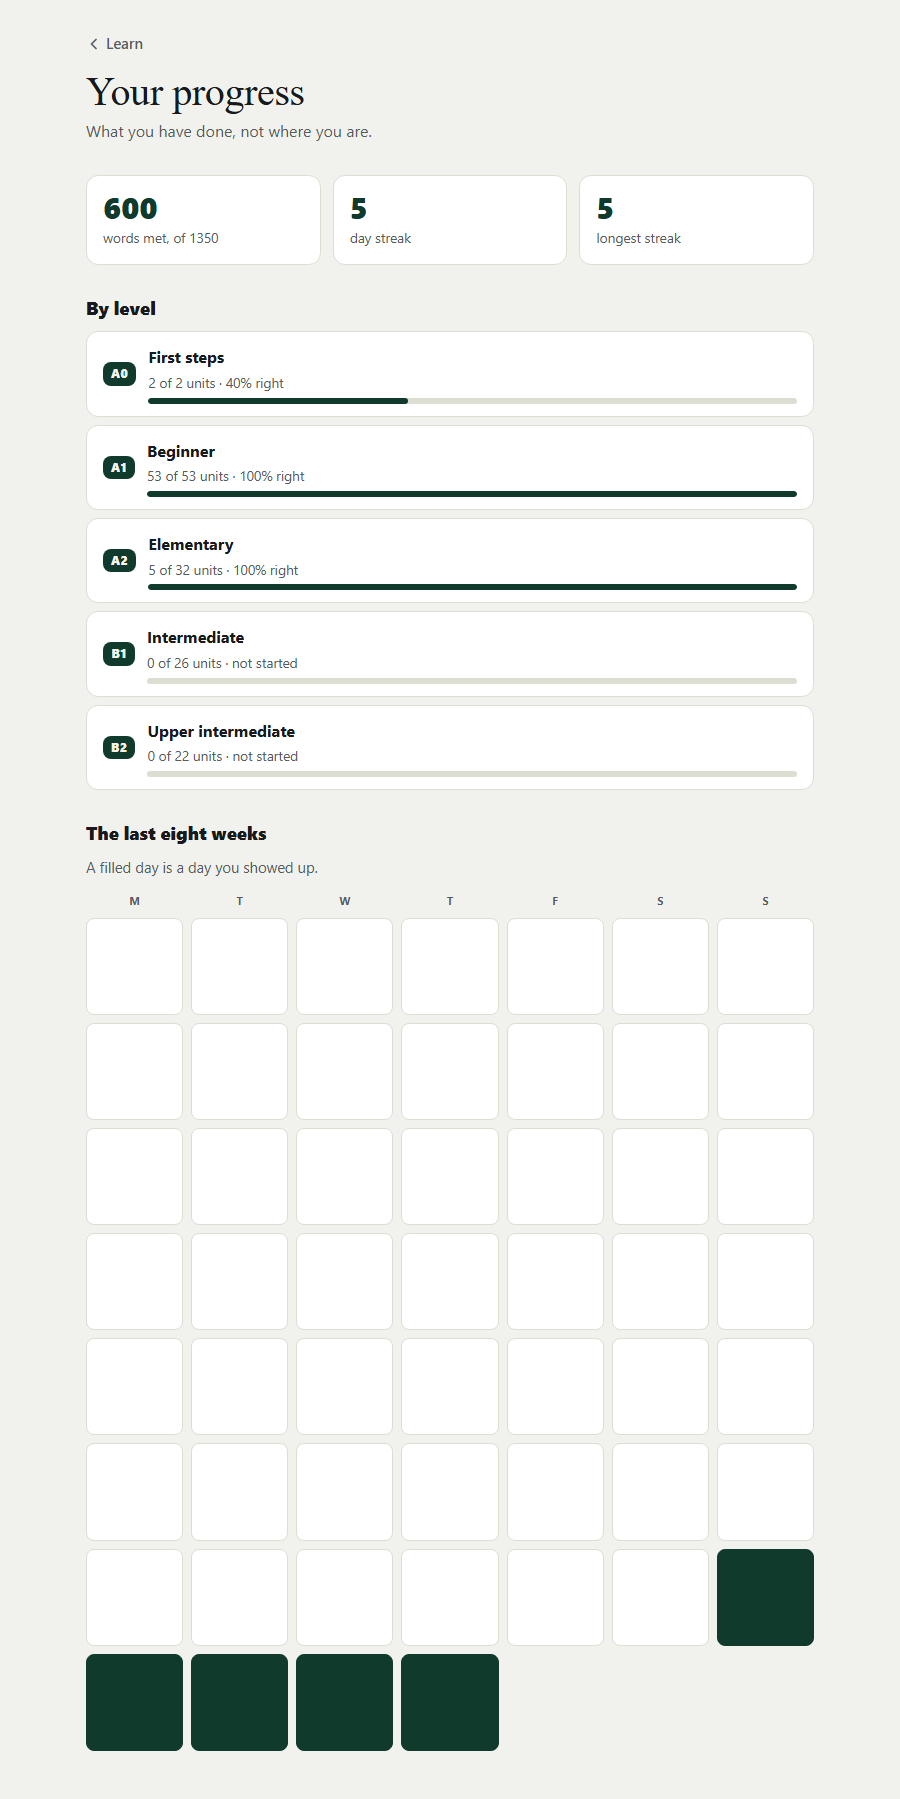 Learn
Your progress
What you have done, not where you are.
600
words met, of 1350
5
day streak
5
longest streak
By level
A0
First steps
2 of 2 units · 40% right
A1
Beginner
53 of 53 units · 100% right
A2
Elementary
5 of 32 units · 100% right
B1
Intermediate
0 of 26 units · not started
B2
Upper intermediate
0 of 22 units · not started
The last eight weeks
A filled day is a day you showed up.
M T W T F S S